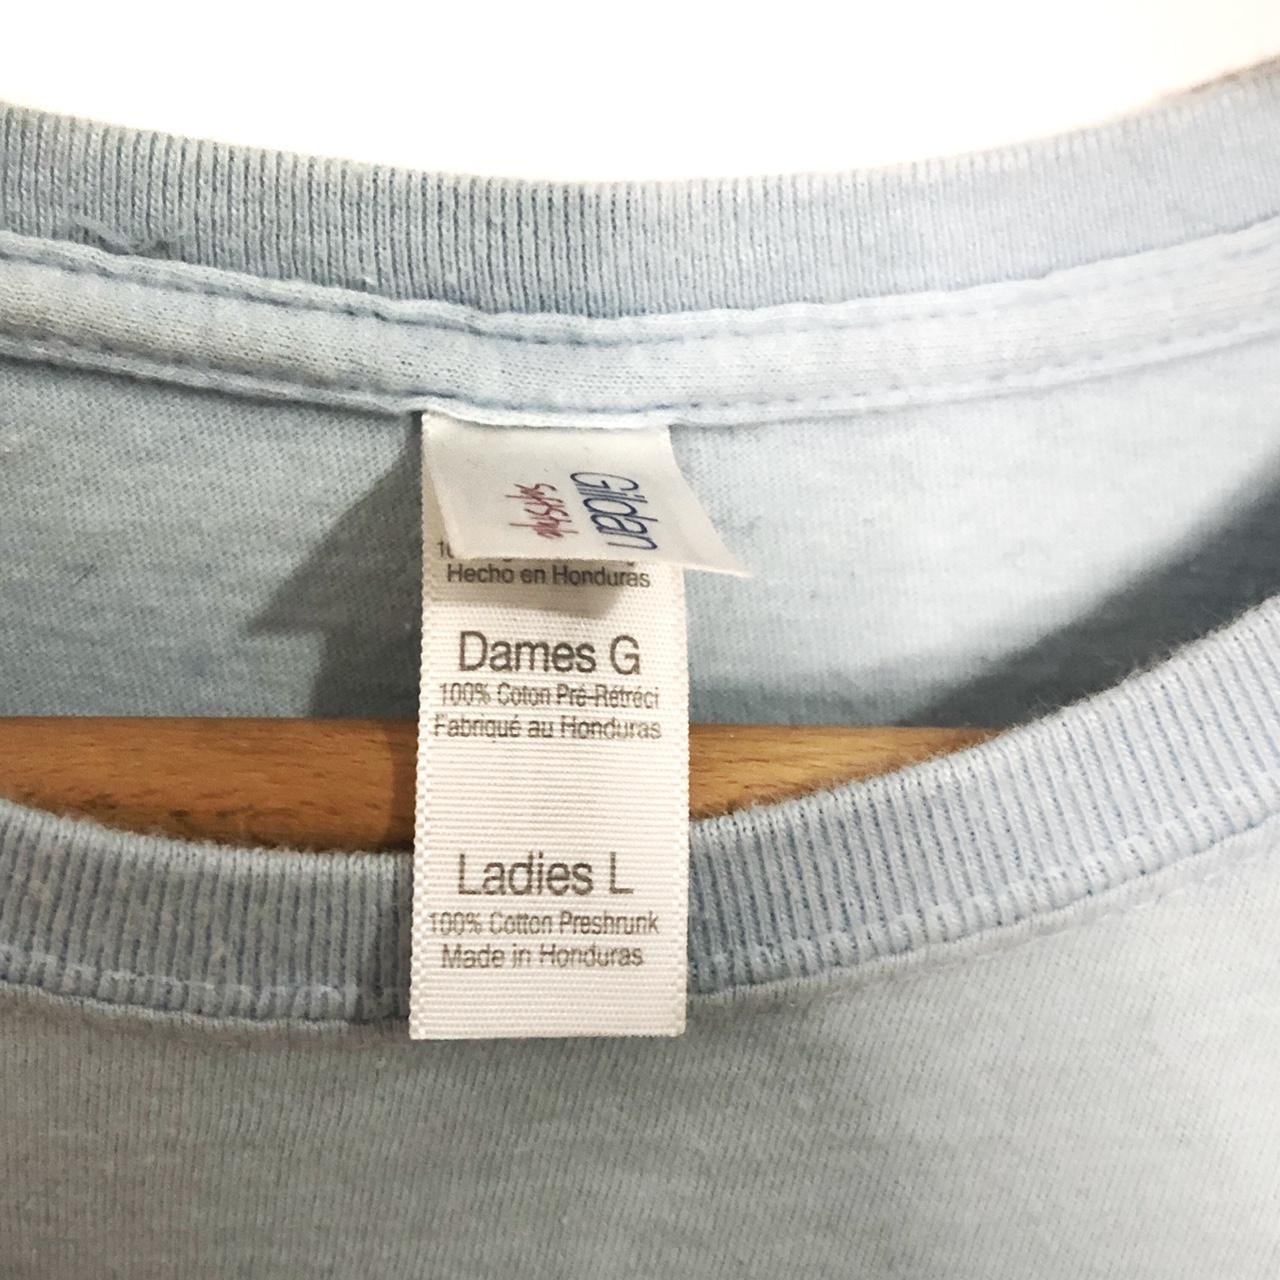 Gildan
softstyle
Hecho en Honduras
Dames G
100% Coton Pré-Rétréci
Fabriqué au Honduras
Ladies L
100% Cotton Preshrunk
Made in Honduras